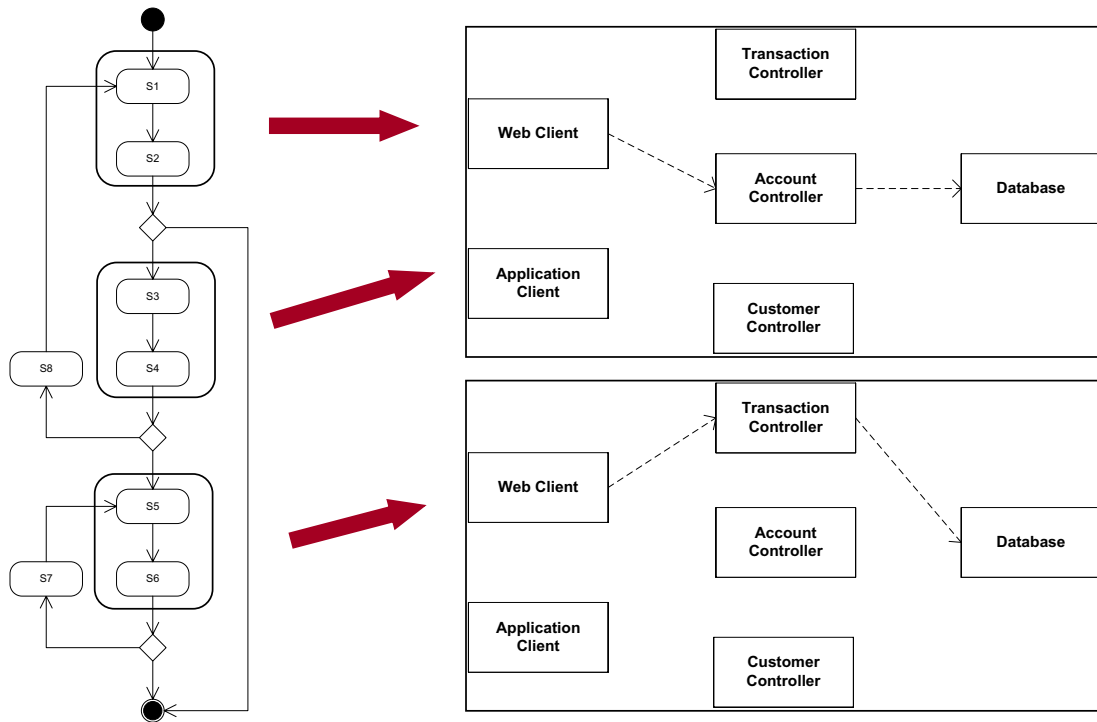 S1
S2
S3
S4
S8
S5
S6
S7
Transaction
Controller
Web Client
Account
Controller
Database
Application
Client
Customer
Controller
Transaction
Controller
Web Client
Account
Controller
Database
Application
Client
Customer
Controller